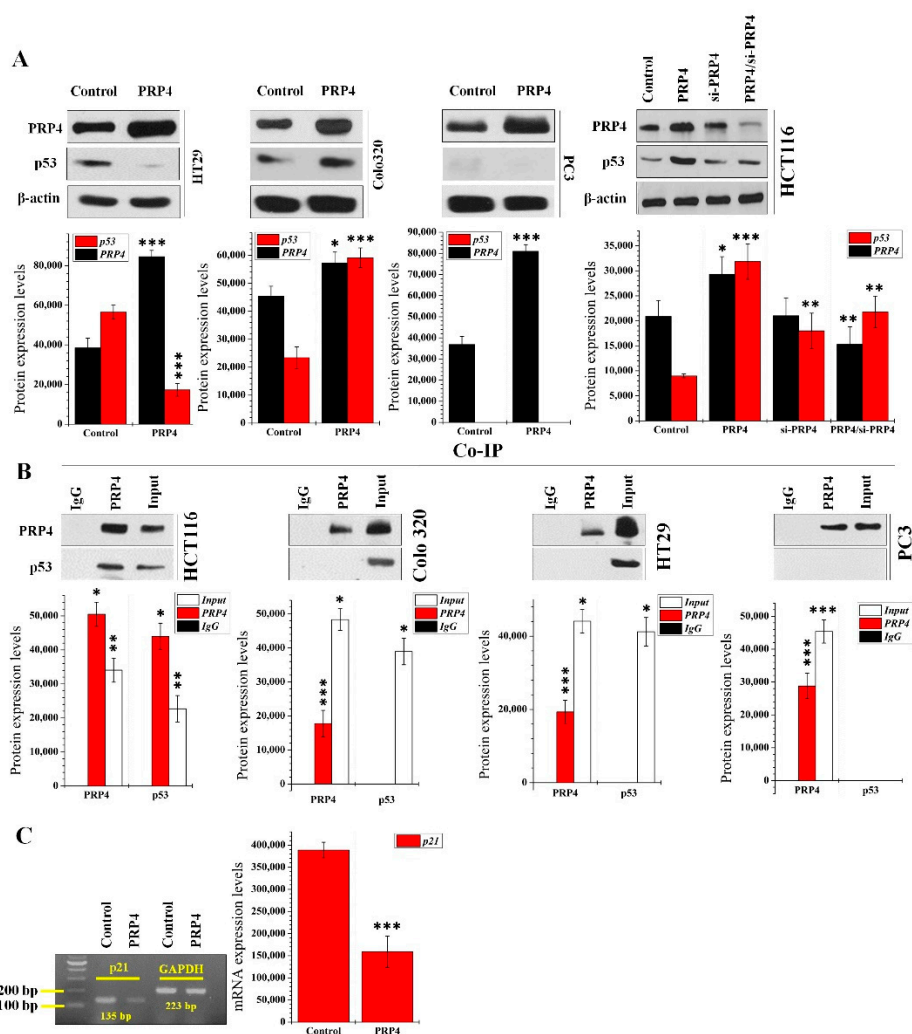 A
Control PRP4
PRP4
p53
β-actin
HT29
Control PRP4
Colo320
Control PRP4
PC3
Control
PRP4
si-PRP4
PRP4/si-PRP4
PRP4
p53
β-actin
HCT116
Protein expression levels
80,000
60,000
40,000
20,000
0
p53
PRP4
***
***
Control PRP4
Protein expression levels
60,000
50,000
40,000
30,000
20,000
10,000
0
p53
PRP4
* ***
Control PRP4
Protein expression levels
80,000
70,000
60,000
50,000
40,000
30,000
20,000
10,000
0
p53
PRP4
***
Control PRP4
Protein expression levels
35,000
30,000
25,000
20,000
15,000
10,000
5,000
0
p53
PRP4
* ***
**
** **
Control PRP4 si-PRP4 PRP4/si-PRP4
Co-IP
B
IgG
PRP4
Input
PRP4
p53
HCT116
IgG
PRP4
Input
Colo 320
IgG
PRP4
Input
HT29
IgG
PRP4
Input
PC3
Protein expression levels
50,000
40,000
30,000
20,000
10,000
0
Input
PRP4
IgG
*
**
*
**
PRP4 p53
Protein expression levels
50,000
40,000
30,000
20,000
10,000
0
Input
PRP4
IgG
***
*
*
PRP4 p53
Protein expression levels
40,000
20,000
0
Input
PRP4
IgG
***
*
*
PRP4 p53
Protein expression levels
50,000
40,000
30,000
20,000
10,000
0
Input
PRP4
IgG
***
***
PRP4 p53
C
Control
PRP4
Control
PRP4
p21 GAPDH
200 bp
100 bp
135 bp
223 bp
mRNA expression levels
400,000
350,000
300,000
250,000
200,000
150,000
100,000
50,000
0
p21
***
Control PRP4